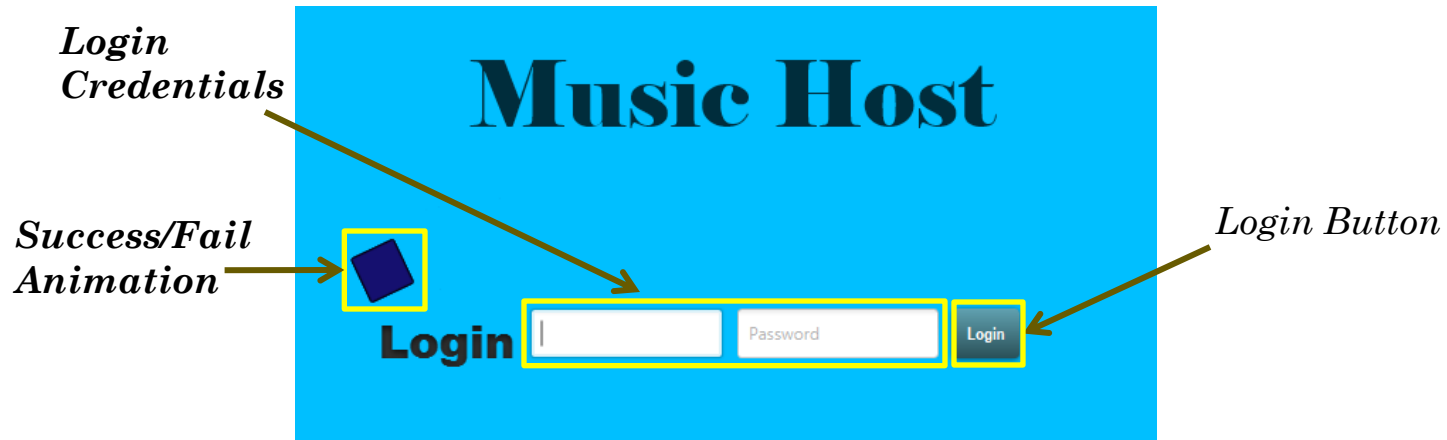 Login
Credentials
Music Host
Success/Fail
Animation
Login Button
Login
Password
Login